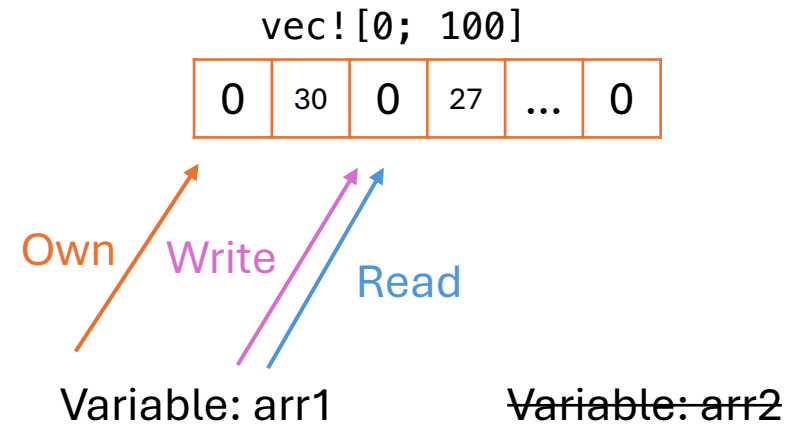 vec![0; 100]
0 30 0 27 ... 0
Own
Write
Read
Variable: arr1
Variable: arr2